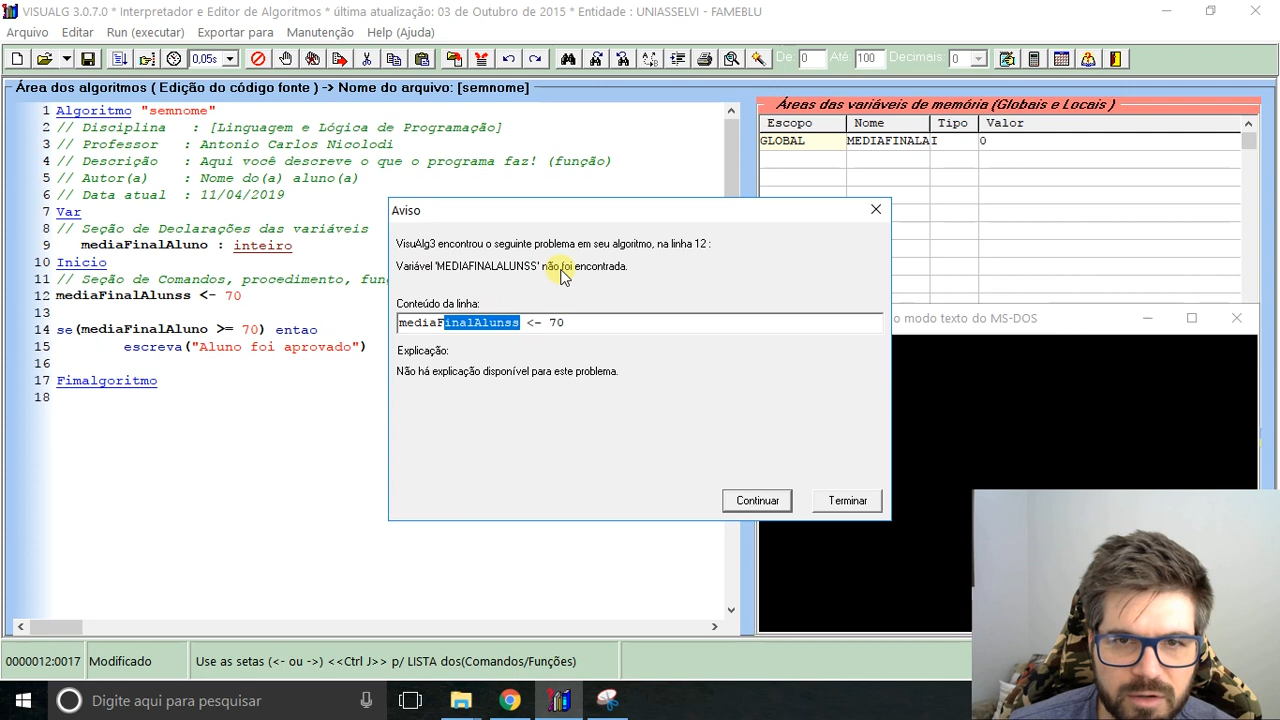 VISUALG 3.0.7.0 * Interpretador e Editor de Algoritmos * última atualização: 03 de Outubro de 2015 * Entidade : UNIASSELVI - FAMEBLU
Arquivo Editar Run (executar) Exportar para Manutenção Help (Ajuda)
0,05s De: 0 Até: 100 Decimais: 0
Área dos algoritmos ( Edição do código fonte ) -> Nome do arquivo: [semnome]
Áreas das variáveis de memória (Globais e Locais )
Escopo Nome Tipo Valor
GLOBAL MEDIAFINALAI 0
1 Algoritmo "semnome"
2 // Disciplina : [Linguagem e Lógica de Programação]
3 // Professor : Antonio Carlos Nicolodi
4 // Descrição : Aqui você descreve o que o programa faz! (função)
5 // Autor(a) : Nome do(a) aluno(a)
6 // Data atual : 11/04/2019
7 Var
8 // Seção de Declarações das variáveis
9 mediaFinalAluno : inteiro
10 Inicio
11 // Seção de Comandos, procedimento, fun
12 mediaFinalAlunss <- 70
13
14 se(mediaFinalAluno >= 70) entao
15 escreva("Aluno foi aprovado")
16
17 Fimalgoritmo
18
Aviso
VisuAlg3 encontrou o seguinte problema em seu algoritmo, na linha 12 :
Variável 'MEDIAFINALALUNSS' não foi encontrada.
Conteúdo da linha:
mediaFinalAlunss <- 70
Explicação:
Não há explicação disponível para este problema.
Continuar Terminar
o modo texto do MS-DOS
0000012:0017 Modificado Use as setas (<- ou ->) <<Ctrl J>> p/ LISTA dos(Comandos/Funções)
Digite aqui para pesquisar